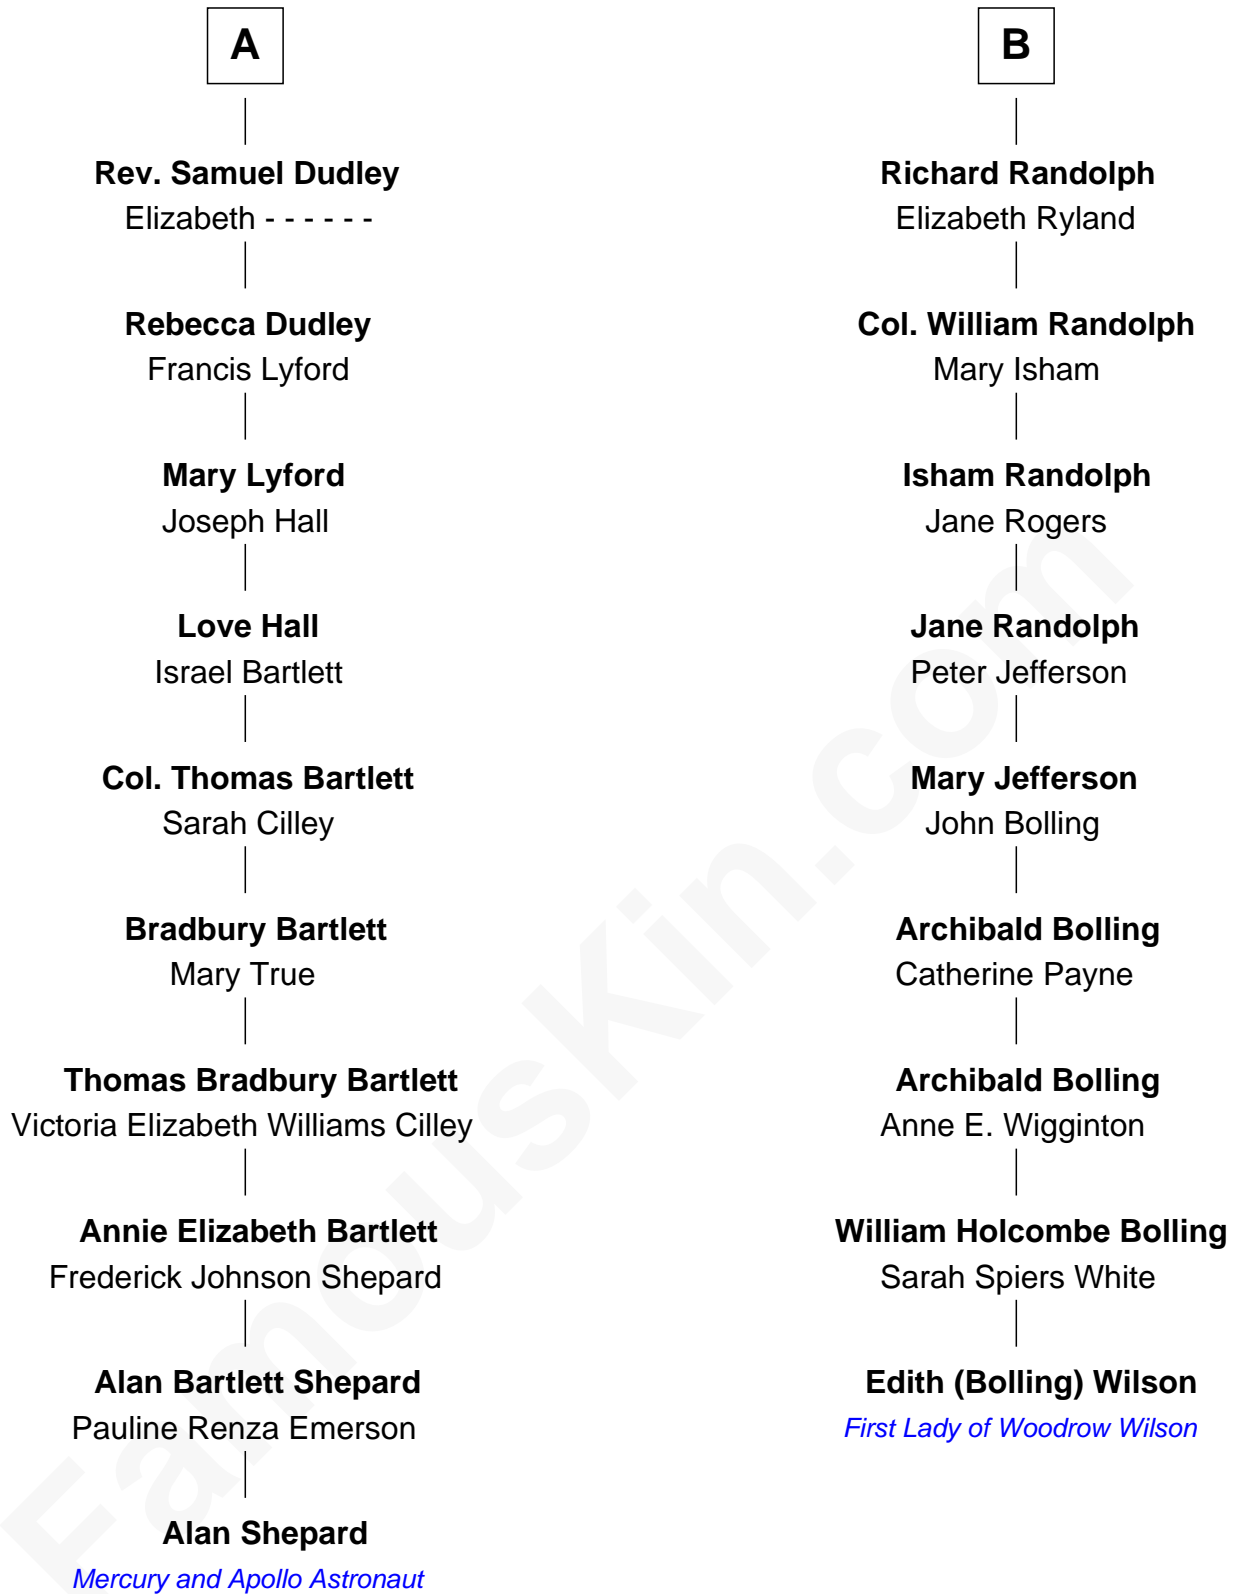 A
Rev. Samuel Dudley
Elizabeth - - - - - -
Rebecca Dudley
Francis Lyford
Mary Lyford
Joseph Hall
Love Hall
Israel Bartlett
Col. Thomas Bartlett
Sarah Cilley
Bradbury Bartlett
Mary True
Thomas Bradbury Bartlett
Victoria Elizabeth Williams Cilley
Annie Elizabeth Bartlett
Frederick Johnson Shepard
Alan Bartlett Shepard
Pauline Renza Emerson
Alan Shepard
Mercury and Apollo Astronaut
B
Richard Randolph
Elizabeth Ryland
Col. William Randolph
Mary Isham
Isham Randolph
Jane Rogers
Jane Randolph
Peter Jefferson
Mary Jefferson
John Bolling
Archibald Bolling
Catherine Payne
Archibald Bolling
Anne E. Wigginton
William Holcombe Bolling
Sarah Spiers White
Edith (Bolling) Wilson
First Lady of Woodrow Wilson
FamousKin.com